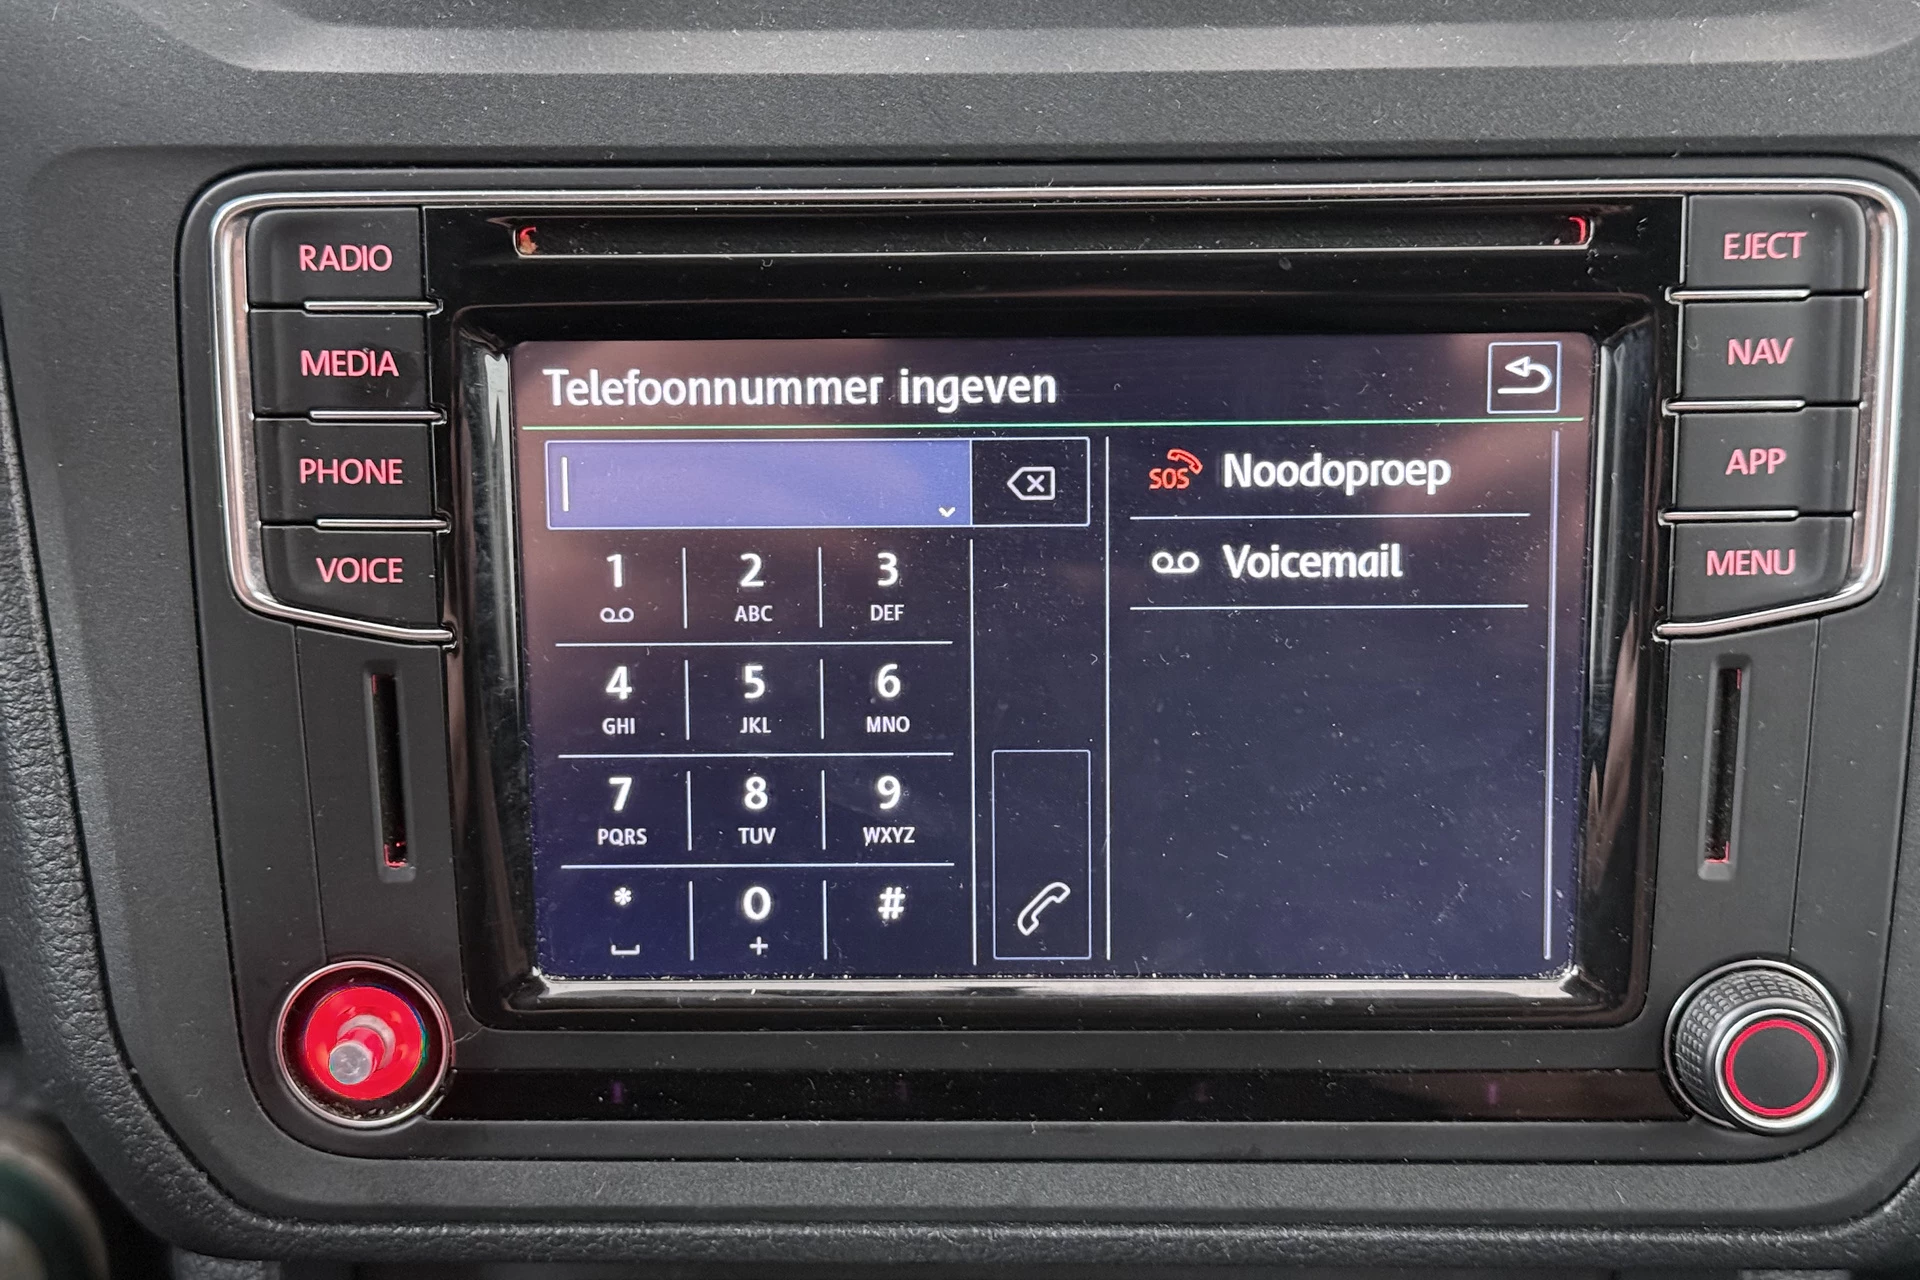 RADIO
MEDIA
PHONE
VOICE
EJECT
NAV
APP
MENU
Telefoonnummer ingeven
SOS Noodoproep
Voicemail
1 2 3
ABC DEF
4 5 6
GHI JKL MNO
7 8 9
PQRS TUV WXYZ
* 0 #
+